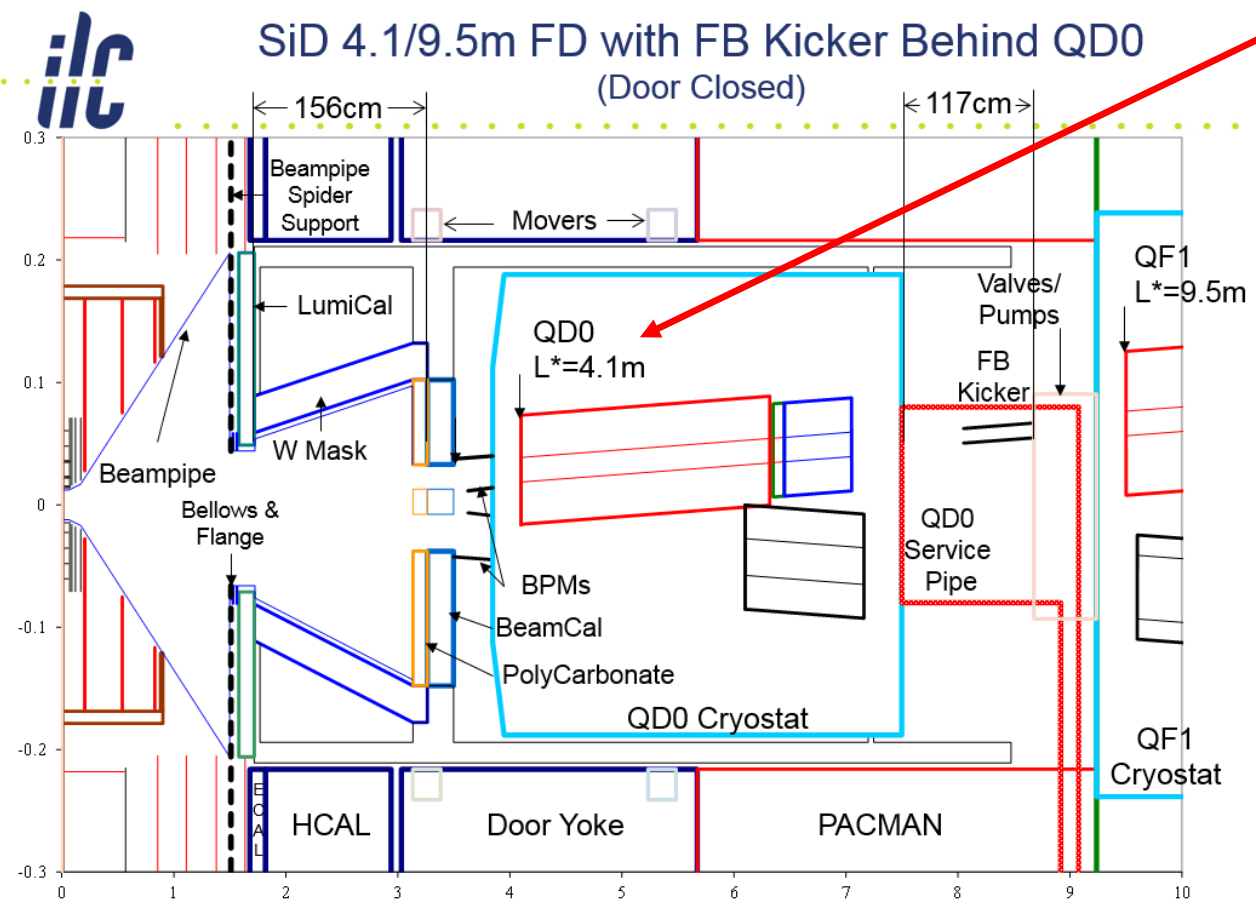 ilc
SiD 4.1/9.5m FD with FB Kicker Behind QD0
(Door Closed)
156cm
117cm
0.3
Beampipe
Spider
Support
Movers
0.2
LumiCal
QD0
L*=4.1m
Valves/
Pumps
QF1
L*=9.5m
FB
Kicker
0.1
W Mask
Beampipe
0
Bellows &
Flange
QD0
Service
Pipe
BPMs
BeamCal
-0.1
PolyCarbonate
QD0 Cryostat
-0.2
QF1
Cryostat
ECAL
HCAL
Door Yoke
PACMAN
-0.3
0 1 2 3 4 5 6 7 8 9 10